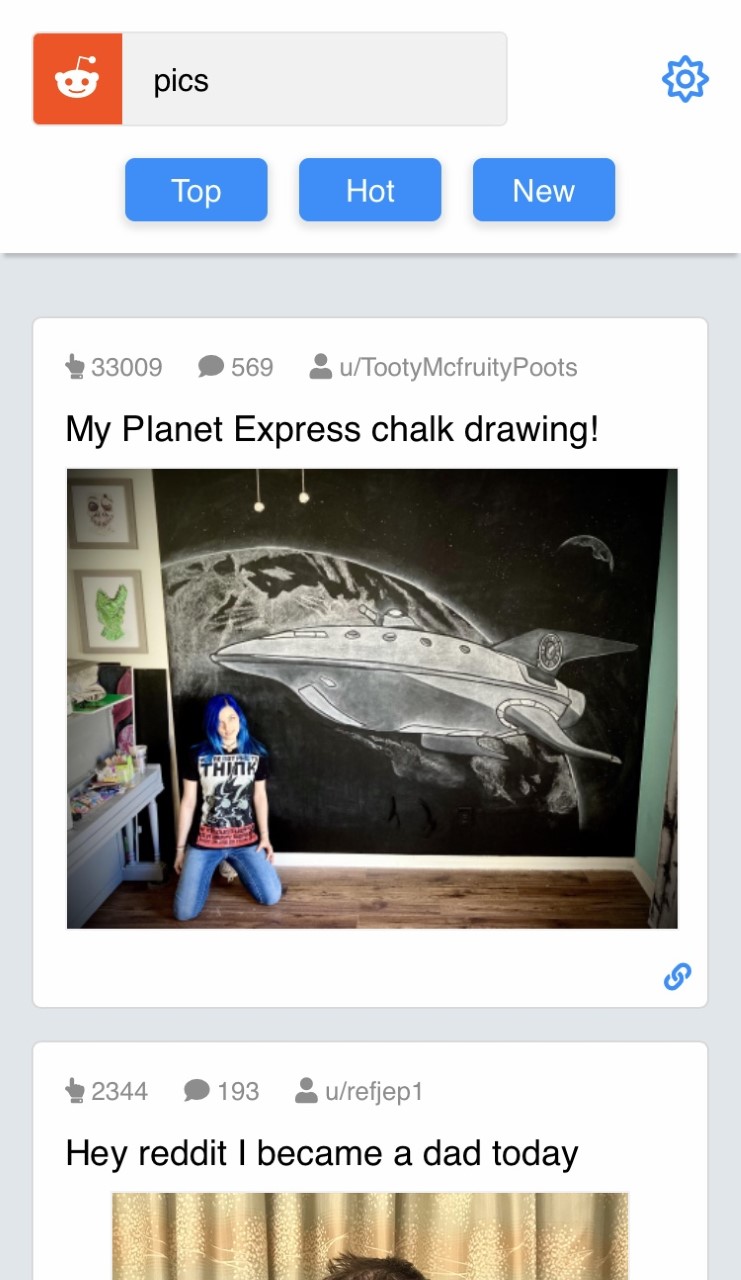 pics
Top Hot New
33009 569 u/TootyMcfruityPoots
My Planet Express chalk drawing!
THINK
2344 193 u/refjep1
Hey reddit I became a dad today